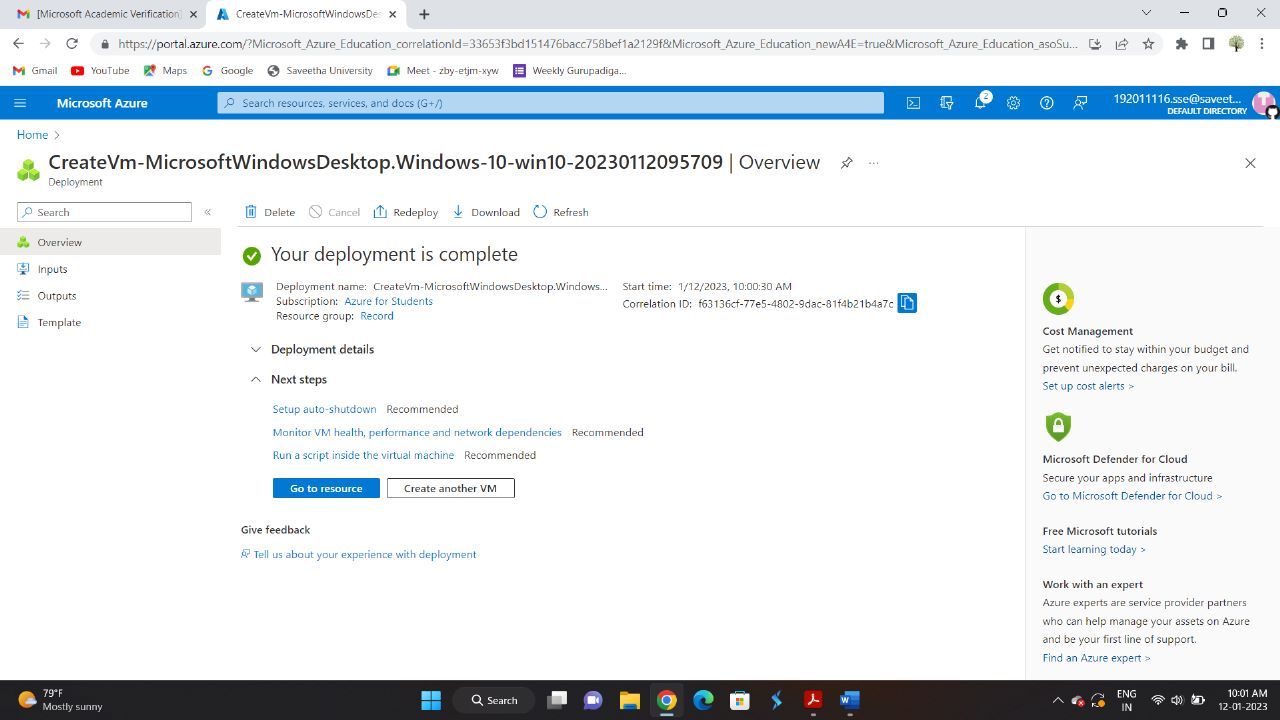 [Microsoft Academic Verification]
CreateVm-MicrosoftWindowsDes
https://portal.azure.com/?Microsoft_Azure_Education_correlationId=33653f3bd151476bacc758bef1a2129f&Microsoft_Azure_Education_newA4E=true&Microsoft_Azure_Education_asoSu...
Gmail YouTube Maps Google Saveetha University Meet - zby-etjm-xyw Weekly Gurupadiga...
Microsoft Azure
Search resources, services, and docs (G+/)
2
192011116.sse@saveet...
DEFAULT DIRECTORY
Home >
CreateVm-MicrosoftWindowsDesktop.Windows-10-win10-20230112095709 | Overview
Deployment
Search
Overview
Inputs
Outputs
Template
Delete Cancel Redeploy Download Refresh
Your deployment is complete
Deployment name: CreateVm-MicrosoftWindowsDesktop.Windows...
Subscription: Azure for Students
Resource group: Record
Start time: 1/12/2023, 10:00:30 AM
Correlation ID: f63136cf-77e5-4802-9dac-81f4b21b4a7c
Deployment details
Next steps
Setup auto-shutdown Recommended
Monitor VM health, performance and network dependencies Recommended
Run a script inside the virtual machine Recommended
Go to resource Create another VM
Give feedback
Tell us about your experience with deployment
Cost Management
Get notified to stay within your budget and
prevent unexpected charges on your bill.
Set up cost alerts >
Microsoft Defender for Cloud
Secure your apps and infrastructure
Go to Microsoft Defender for Cloud >
Free Microsoft tutorials
Start learning today >
Work with an expert
Azure experts are service provider partners
who can help manage your assets on Azure
and be your first line of support.
Find an Azure expert >
79°F
Mostly sunny
Search
ENG
IN
10:01 AM
12-01-2023